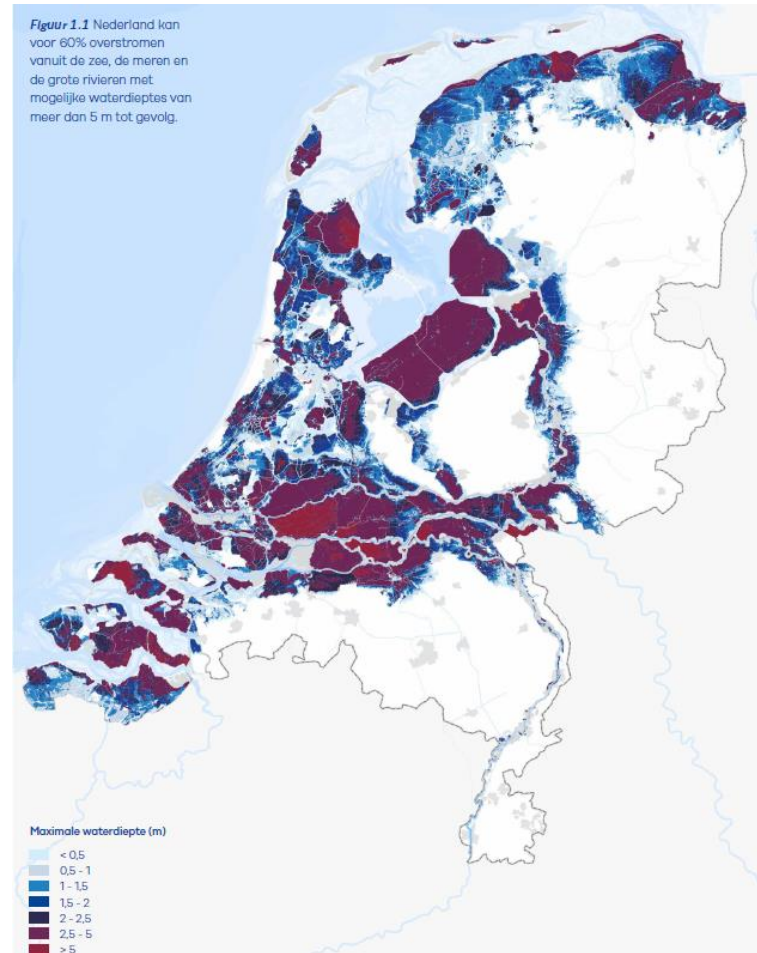 Figuur 1.1 Nederland kan
voor 60% overstromen
vanuit de zee, de meren en
de grote rivieren met
mogelijke waterdieptes van
meer dan 5 m tot gevolg.
Maximale waterdiepte (m)
< 0,5
0,5 - 1
1 - 1,5
1,5 - 2
2 - 2,5
2,5 - 5
> 5